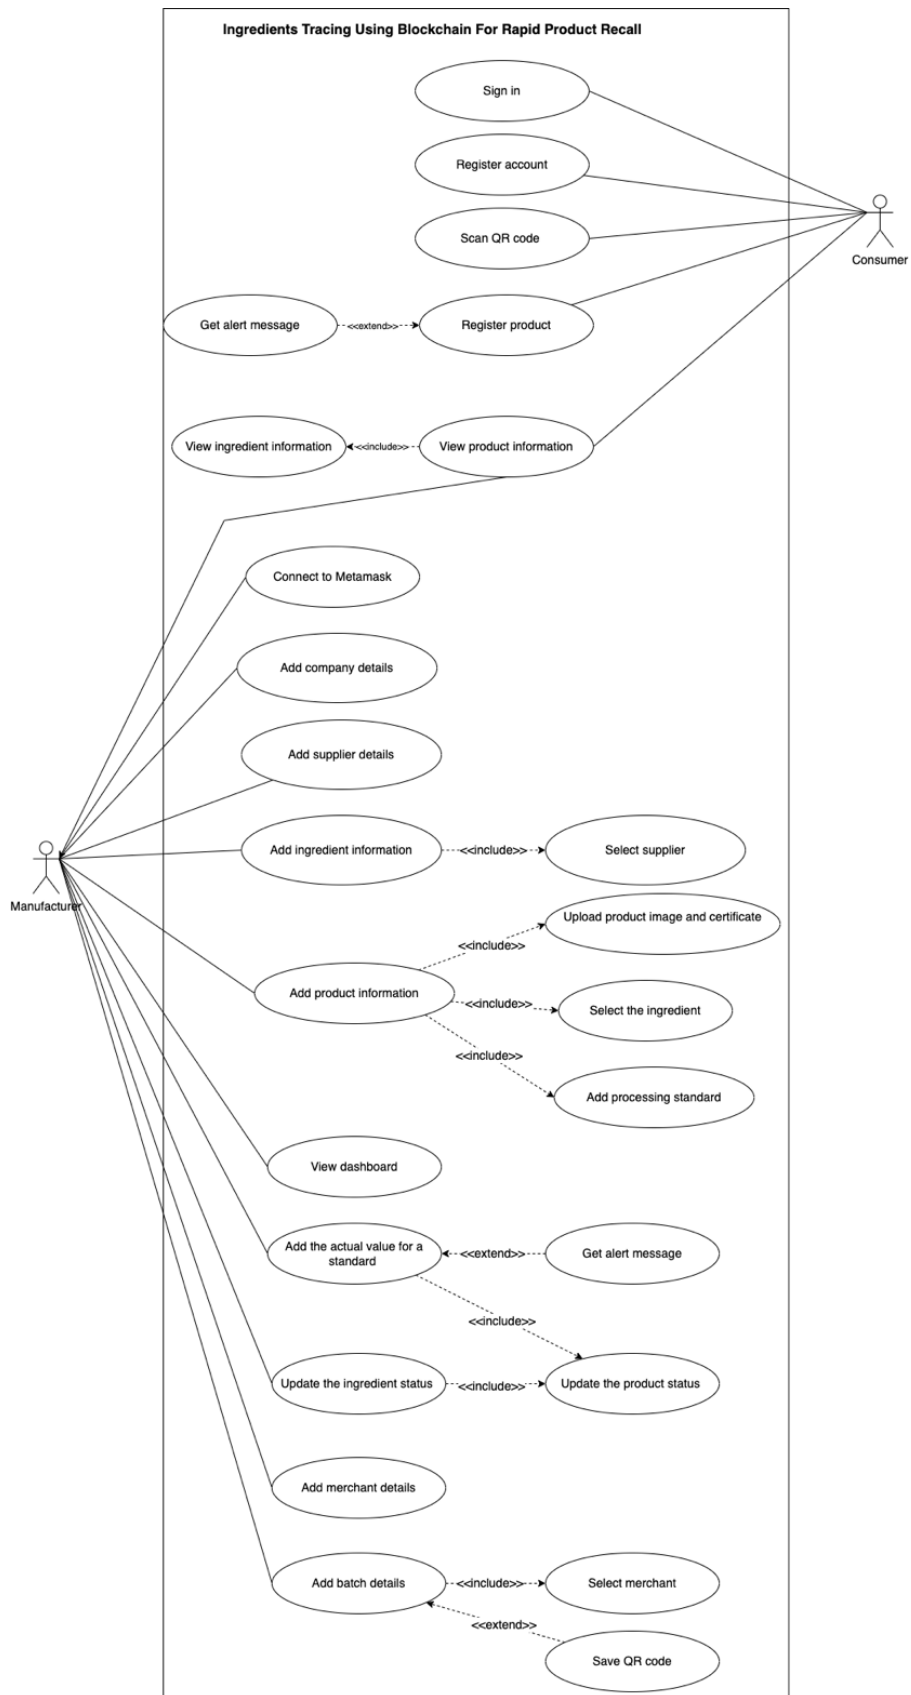 Ingredients Tracing Using Blockchain For Rapid Product Recall
Sign in
Register account
Scan QR code
Consumer
Get alert message
<<extend>>
Register product
View ingredient information
<<include>>
View product information
Connect to Metamask
Add company details
Add supplier details
Manufacturer
Add ingredient information
<<include>>
Select supplier
Upload product image and certificate
<<include>>
Add product information
<<include>>
Select the ingredient
<<include>>
Add processing standard
View dashboard
Add the actual value for a
standard
<<extend>>
Get alert message
<<include>>
Update the ingredient status
<<include>>
Update the product status
Add merchant details
Add batch details
<<include>>
Select merchant
<<extend>>
Save QR code